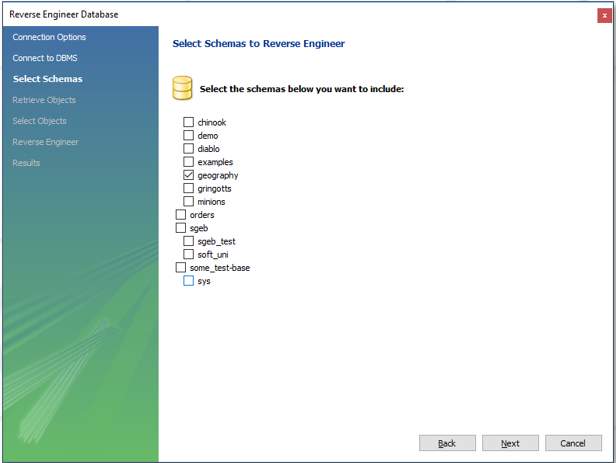 Reverse Engineer Database
x
Connection Options
Connect to DBMS
Select Schemas
Retrieve Objects
Select Objects
Reverse Engineer
Results
Select Schemas to Reverse Engineer
Select the schemas below you want to include:
chinook
demo
diablo
examples
geography
gringotts
minions
orders
sgeb
sgeb_test
soft_uni
some_test-base
sys
Back
Next
Cancel